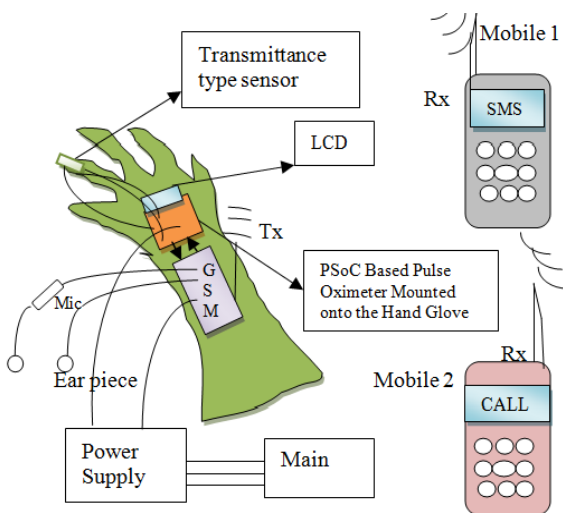 Transmittance
type sensor
Mobile 1
Rx
SMS
LCD
Tx
PSoC Based Pulse
Oximeter Mounted
onto the Hand Glove
G
S
M
Mic
Ear piece
Rx
Mobile 2
CALL
Power
Supply
Main